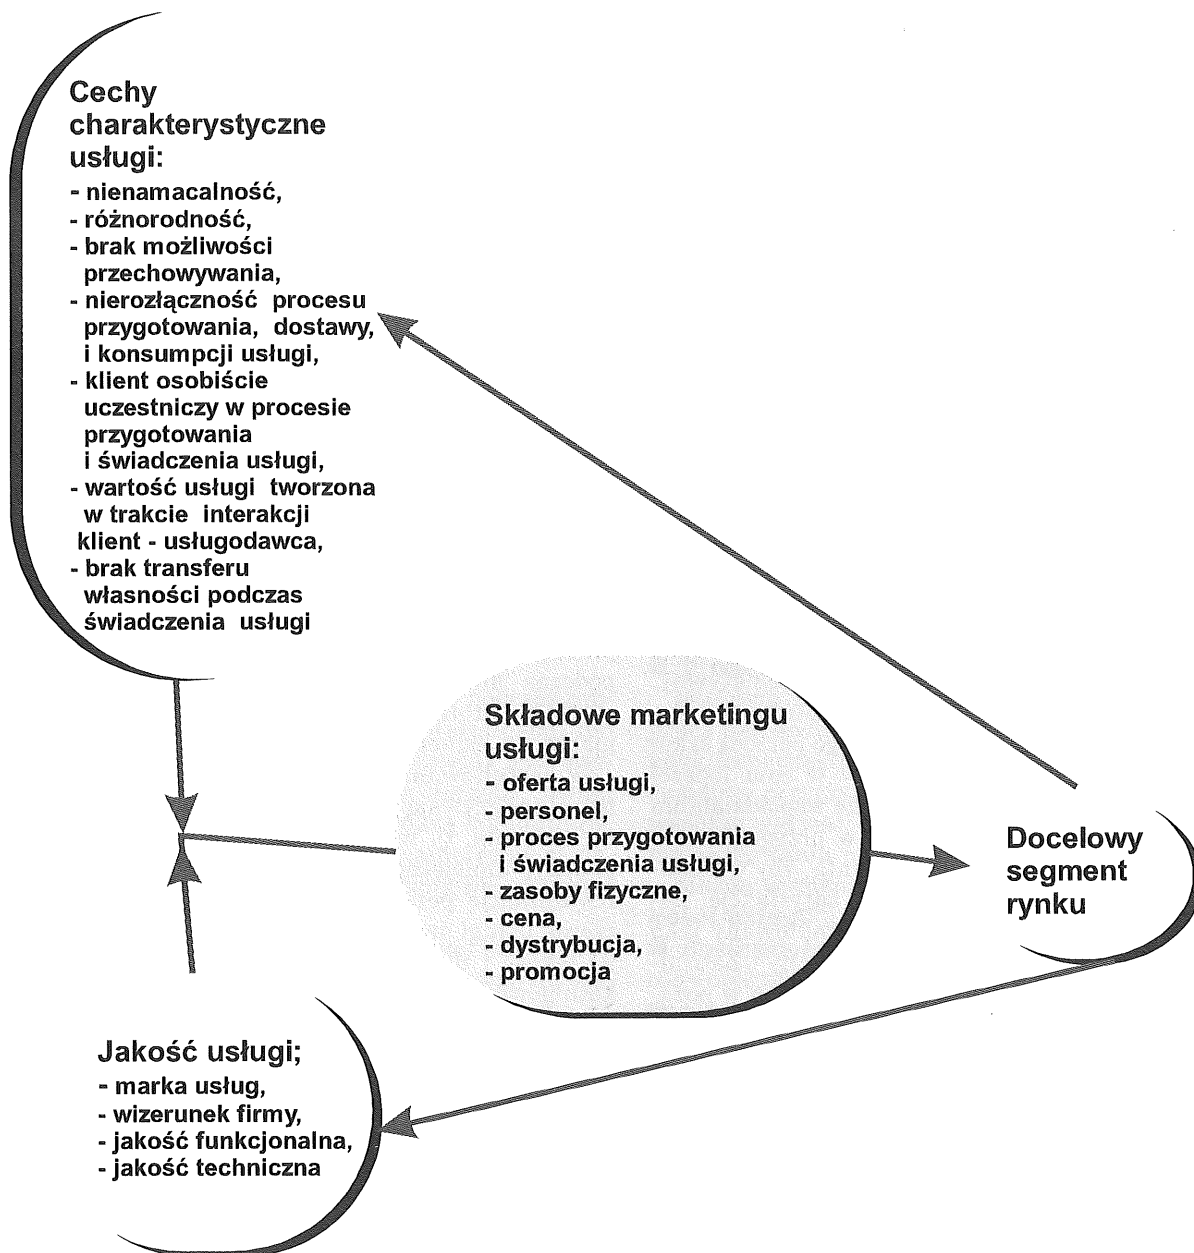 Cechy
charakterystyczne
usługi:
- nienamacalność,
- różnorodność,
- brak możliwości
przechowywania,
- nierozłączność procesu
przygotowania, dostawy,
i konsumpcji usługi,
- klient osobiście
uczestniczy w procesie
przygotowania
i świadczenia usługi,
- wartość usługi tworzona
w trakcie interakcji
klient - usługodawca,
- brak transferu
własności podczas
świadczenia usługi
Składowe marketingu
usługi:
- oferta usługi,
- personel,
- proces przygotowania
i świadczenia usługi,
- zasoby fizyczne,
- cena,
- dystrybucja,
- promocja
Docelowy
segment
rynku
Jakość usługi;
- marka usług,
- wizerunek firmy,
- jakość funkcjonalna,
- jakość techniczna